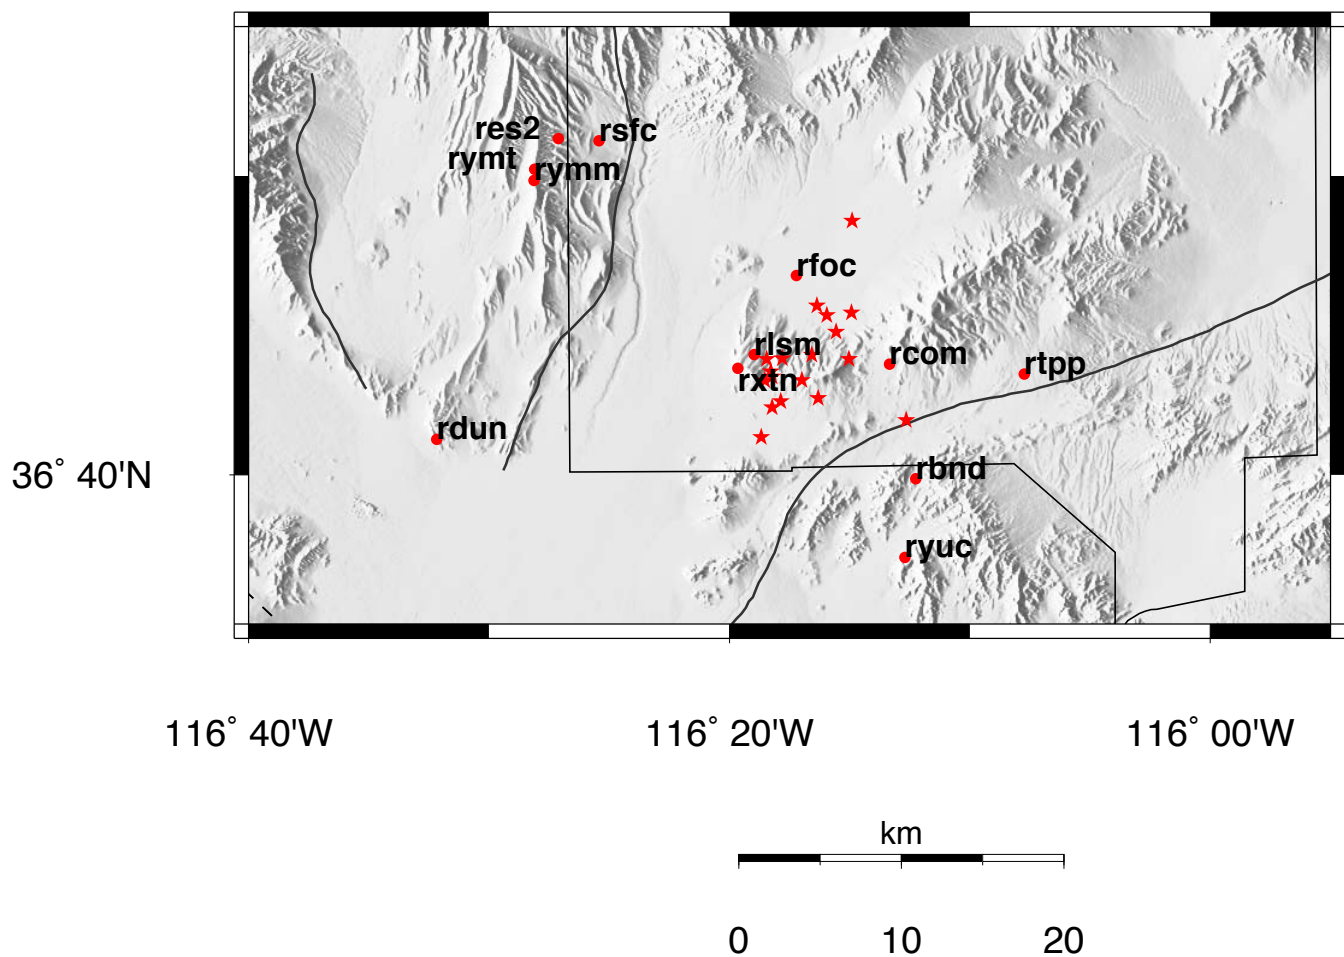 res2
rsfc
rymt
rymm
rfoc
rlsm
rcom
rtpp
rxtn
rdun
rbnd
36° 40'N
ryuc
116° 40'W 116° 20'W 116° 00'W
km
0 10 20